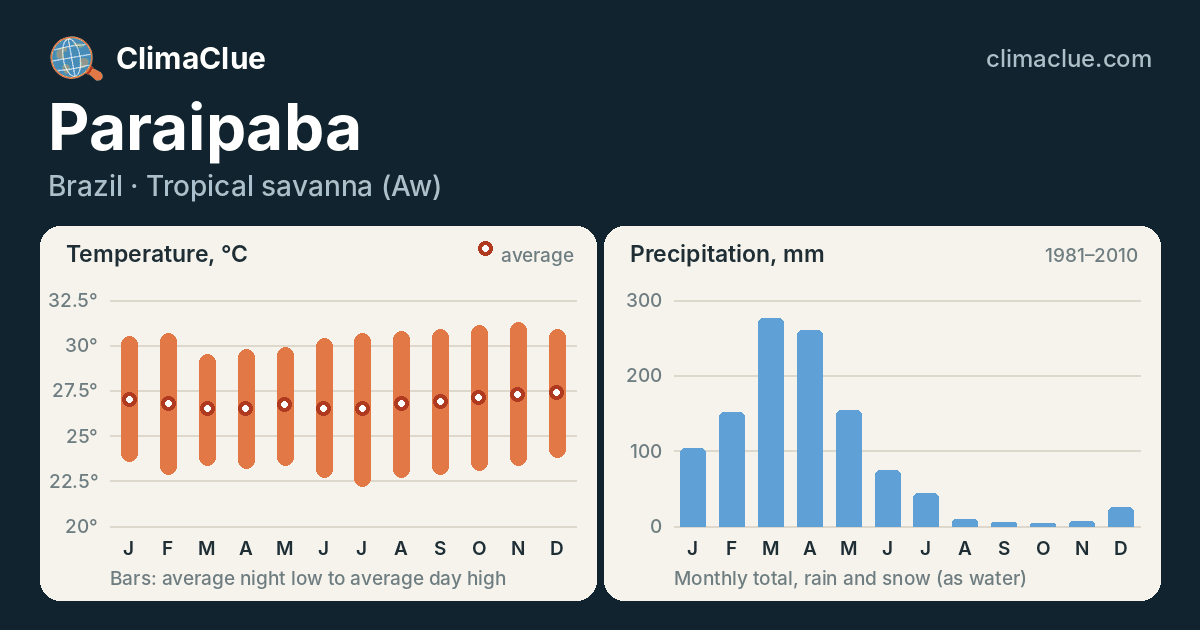 ClimaClue
climaclue.com
Paraipaba
Brazil · Tropical savanna (Aw)
Temperature, °C
average
32.5°
30°
27.5°
25°
22.5°
20°
J F M A M J J A S O N D
Bars: average night low to average day high
Precipitation, mm
1981–2010
300
200
100
0
J F M A M J J A S O N D
Monthly total, rain and snow (as water)